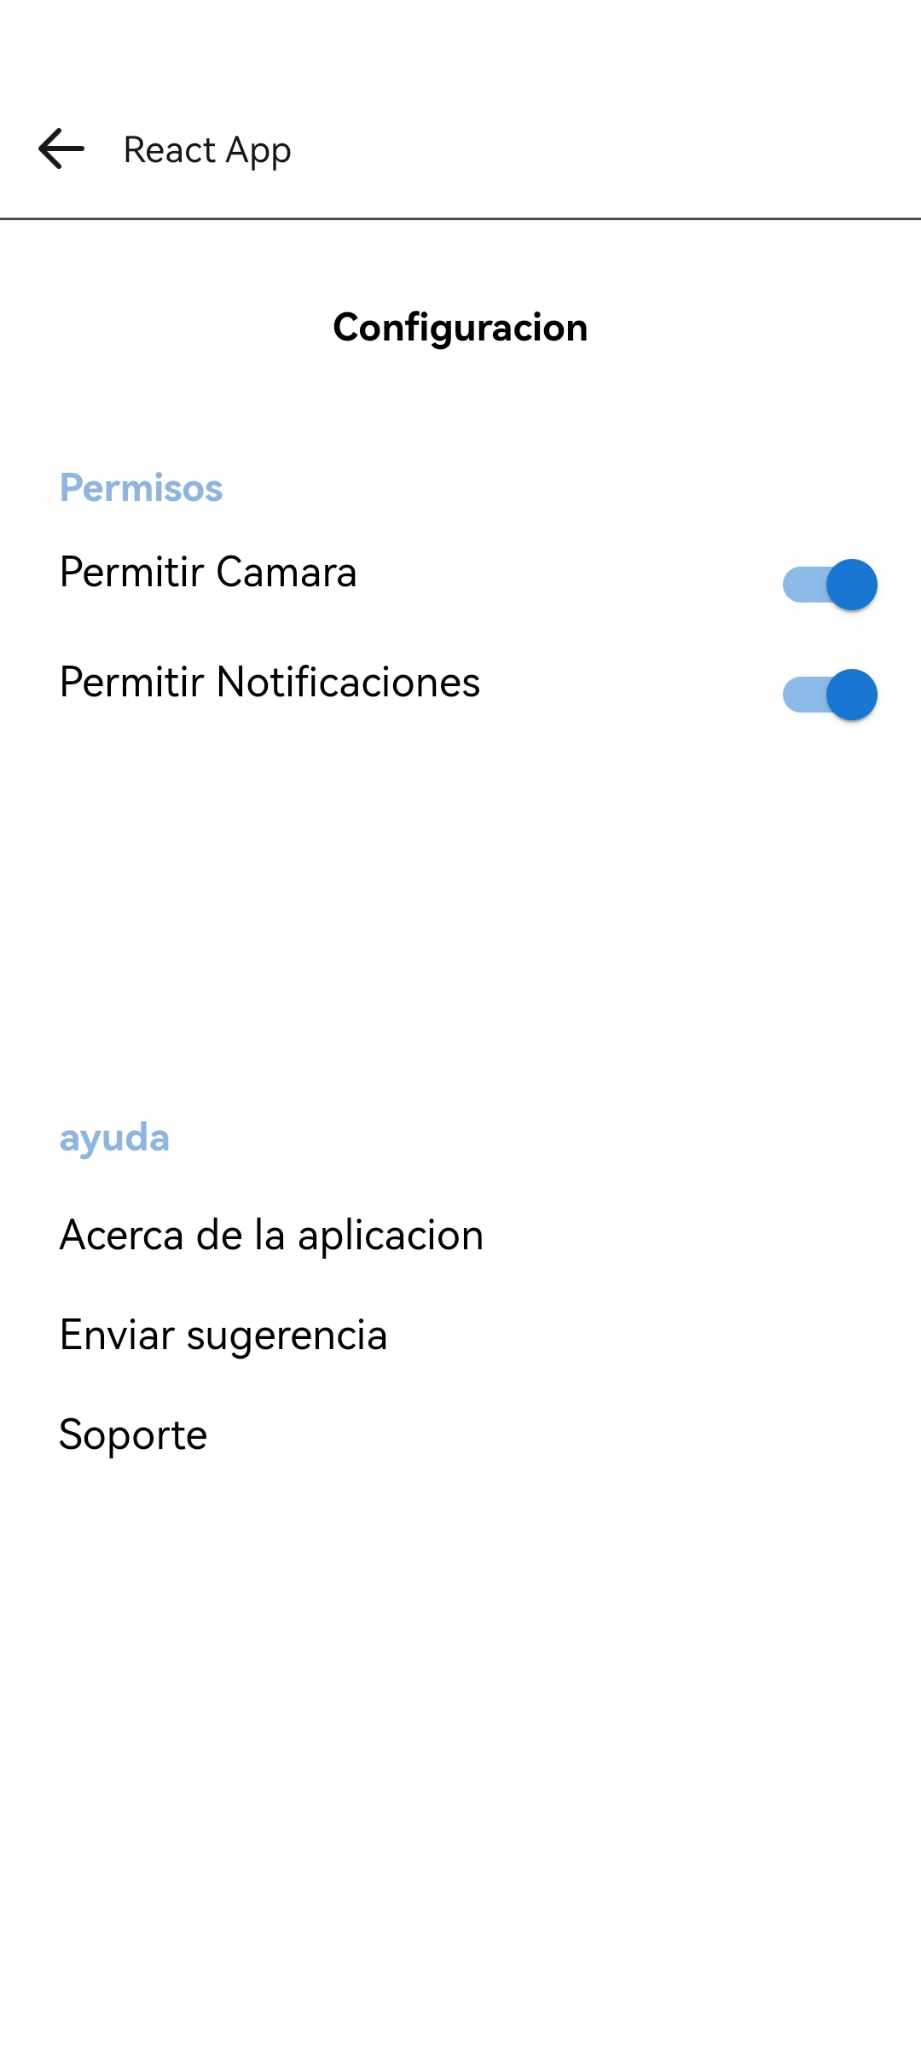 React App
Configuracion
Permisos
Permitir Camara
Permitir Notificaciones
ayuda
Acerca de la aplicacion
Enviar sugerencia
Soporte